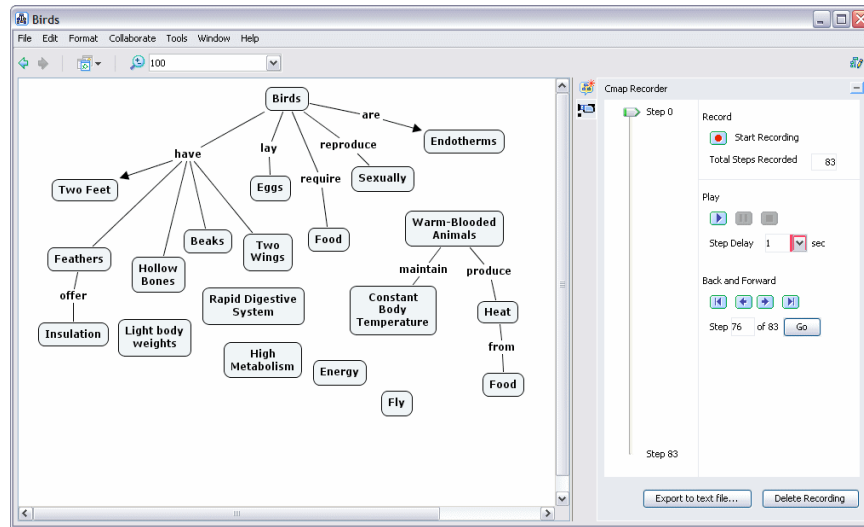 Birds
File Edit Format Collaborate Tools Window Help
100
Birds
are
Endotherms
have
lay
reproduce
require
Two Feet
Eggs
Sexually
Feathers
Hollow
Bones
Beaks
Two
Wings
Food
Warm-Blooded
Animals
offer
maintain
produce
Insulation
Light body
weights
Rapid Digestive
System
Constant
Body
Temperature
Heat
High
Metabolism
Energy
from
Food
Fly
Cmap Recorder
Step 0
Record
Start Recording
Total Steps Recorded 83
Play
Step Delay 1 sec
Back and Forward
Step 76 of 83 Go
Step 83
Export to text file... Delete Recording